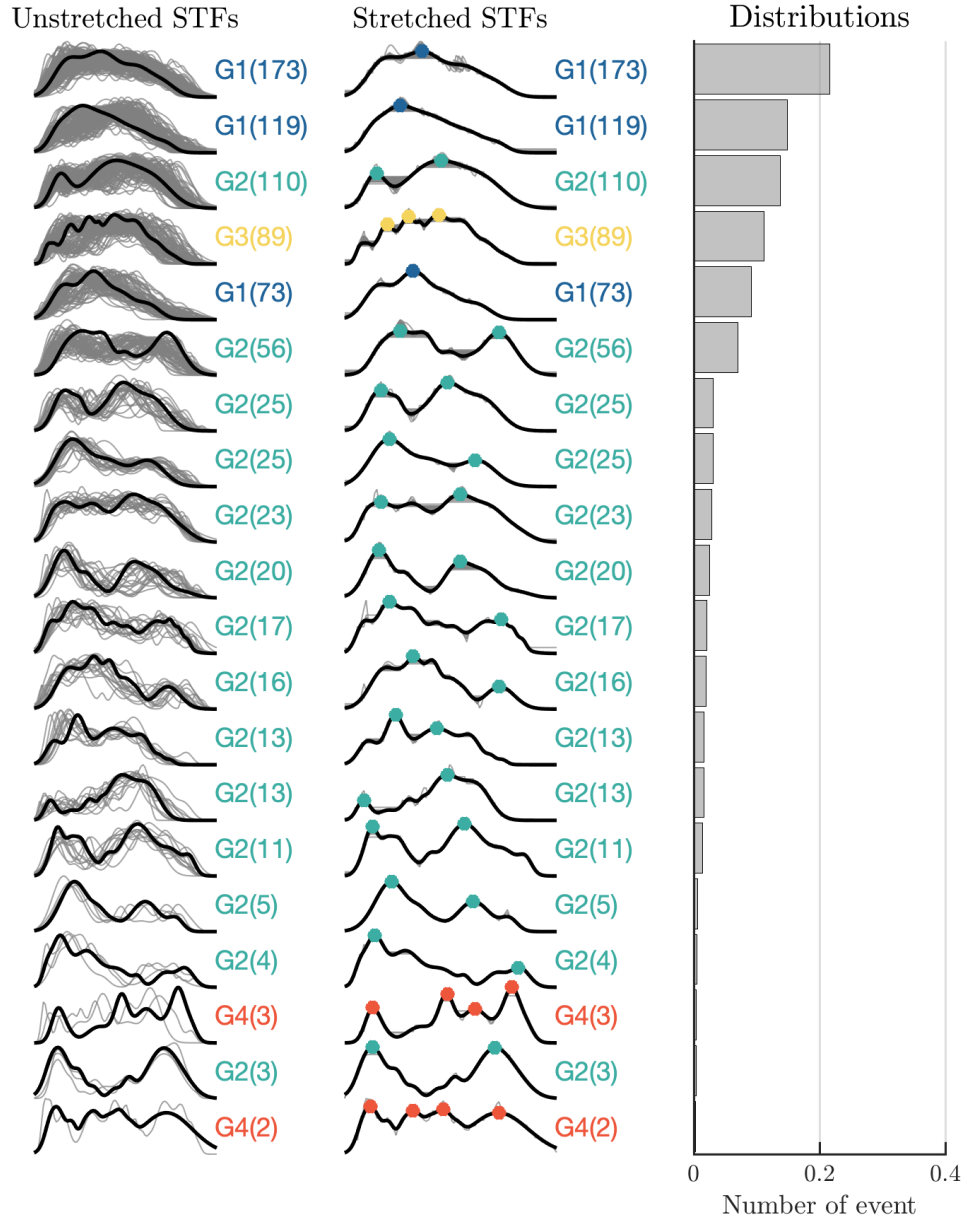 Unstretched STFs Stretched STFs Distributions
G1(173) G1(173)
G1(119) G1(119)
G2(110) G2(110)
G3(89) G3(89)
G1(73) G1(73)
G2(56) G2(56)
G2(25) G2(25)
G2(25) G2(25)
G2(23) G2(23)
G2(20) G2(20)
G2(17) G2(17)
G2(16) G2(16)
G2(13) G2(13)
G2(13) G2(13)
G2(11) G2(11)
G2(5) G2(5)
G2(4) G2(4)
G4(3) G4(3)
G2(3) G2(3)
G4(2) G4(2)
0 0.2 0.4
Number of event